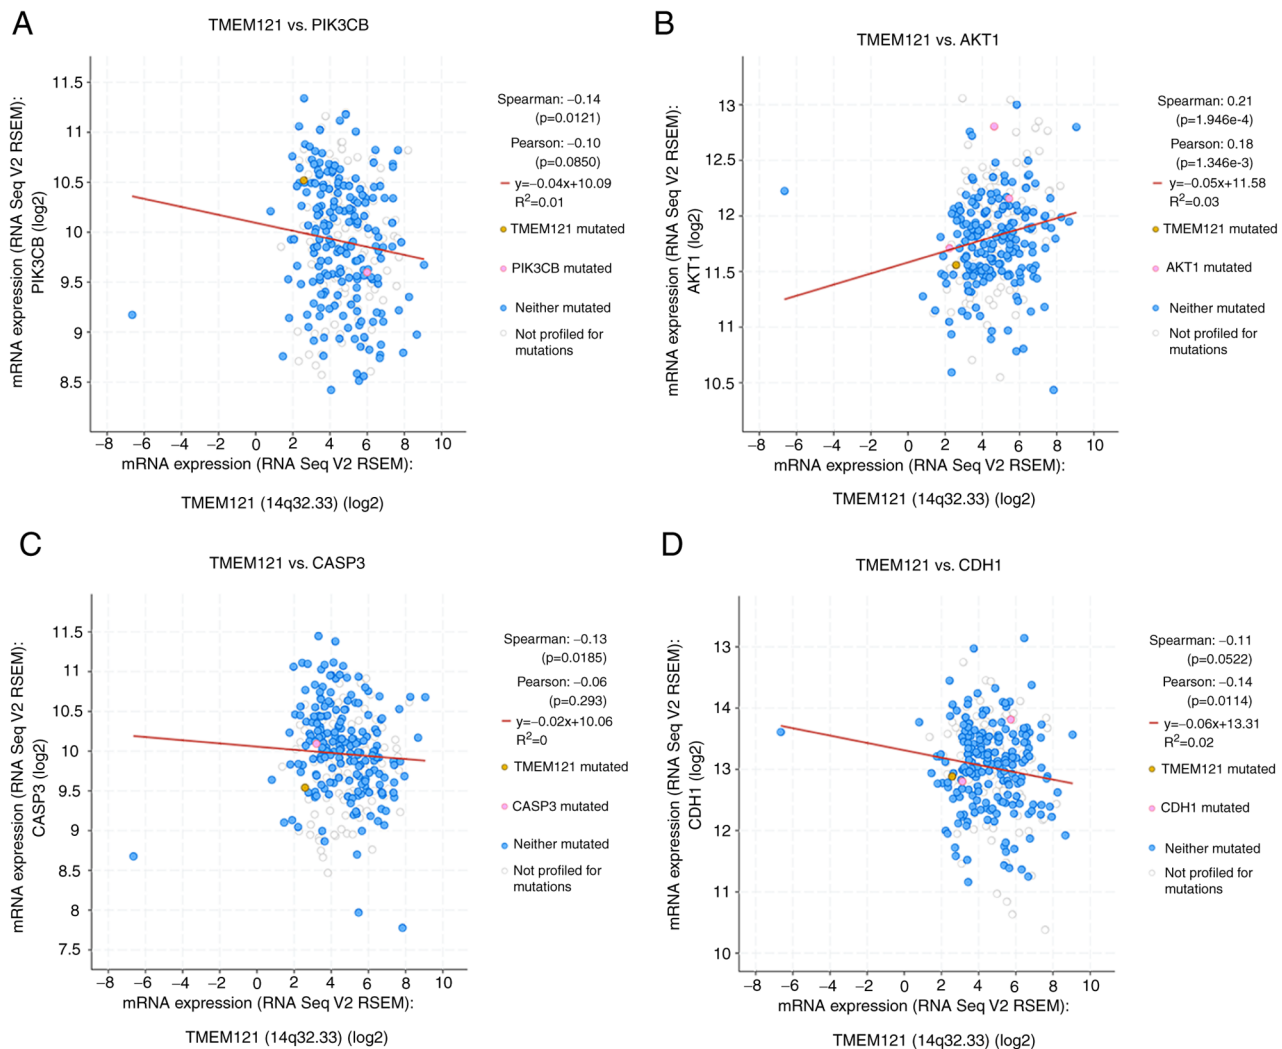 A
TMEM121 vs. PIK3CB
mRNA expression (RNA Seq V2 RSEM):
PIK3CB (log2)
11.5
11
10.5
10
9.5
9
8.5
−8 −6 −4 −2 0 2 4 6 8 10
mRNA expression (RNA Seq V2 RSEM):
TMEM121 (14q32.33) (log2)
Spearman: −0.14
(p=0.0121)
Pearson: −0.10
(p=0.0850)
y=−0.04x+10.09
R²=0.01
TMEM121 mutated
PIK3CB mutated
Neither mutated
Not profiled for
mutations
B
TMEM121 vs. AKT1
mRNA expression (RNA Seq V2 RSEM):
AKT1 (log2)
13
12.5
12
11.5
11
10.5
−8 −6 −4 −2 0 2 4 6 8 10
mRNA expression (RNA Seq V2 RSEM):
TMEM121 (14q32.33) (log2)
Spearman: 0.21
(p=1.946e-4)
Pearson: 0.18
(p=1.346e-3)
y=−0.05x+11.58
R²=0.03
TMEM121 mutated
AKT1 mutated
Neither mutated
Not profiled for
mutations
C
TMEM121 vs. CASP3
mRNA expression (RNA Seq V2 RSEM):
CASP3 (log2)
11.5
11
10.5
10
9.5
9
8.5
8
7.5
−8 −6 −4 −2 0 2 4 6 8 10
mRNA expression (RNA Seq V2 RSEM):
TMEM121 (14q32.33) (log2)
Spearman: −0.13
(p=0.0185)
Pearson: −0.06
(p=0.293)
y=−0.02x+10.06
R²=0
TMEM121 mutated
CASP3 mutated
Neither mutated
Not profiled for
mutations
D
TMEM121 vs. CDH1
mRNA expression (RNA Seq V2 RSEM):
CDH1 (log2)
13
14
13
12
11
10
−8 −6 −4 −2 0 2 4 6 8 10
mRNA expression (RNA Seq V2 RSEM):
TMEM121 (14q32.33) (log2)
Spearman: −0.11
(p=0.0522)
Pearson: −0.14
(p=0.0114)
y=−0.06x+13.31
R²=0.02
TMEM121 mutated
CDH1 mutated
Neither mutated
Not profiled for
mutations